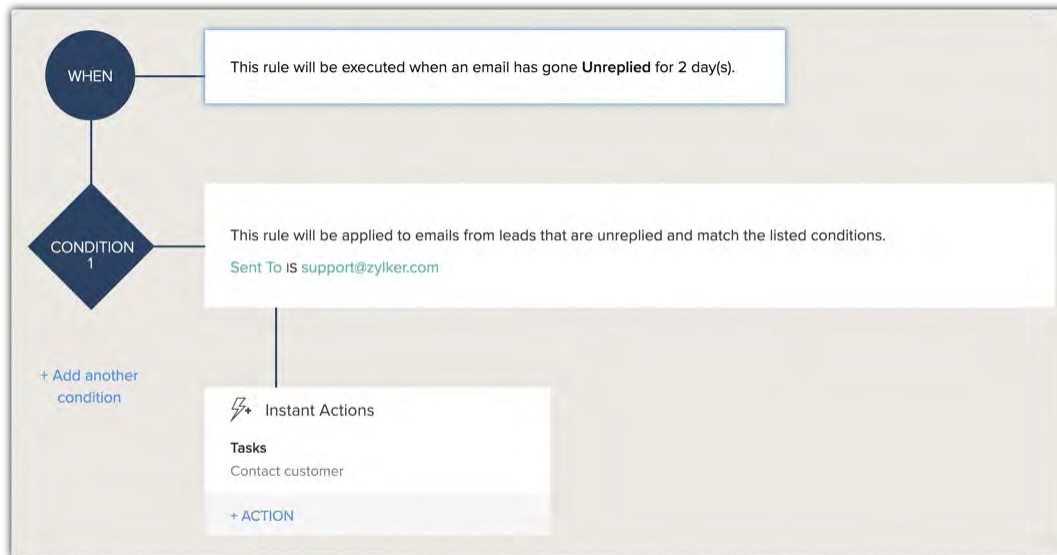 WHEN
This rule will be executed when an email has gone Unreplied for 2 day(s).
CONDITION
1
This rule will be applied to emails from leads that are unreplied and match the listed conditions.
Sent To IS support@zylker.com
+ Add another
condition
Instant Actions
Tasks
Contact customer
+ ACTION